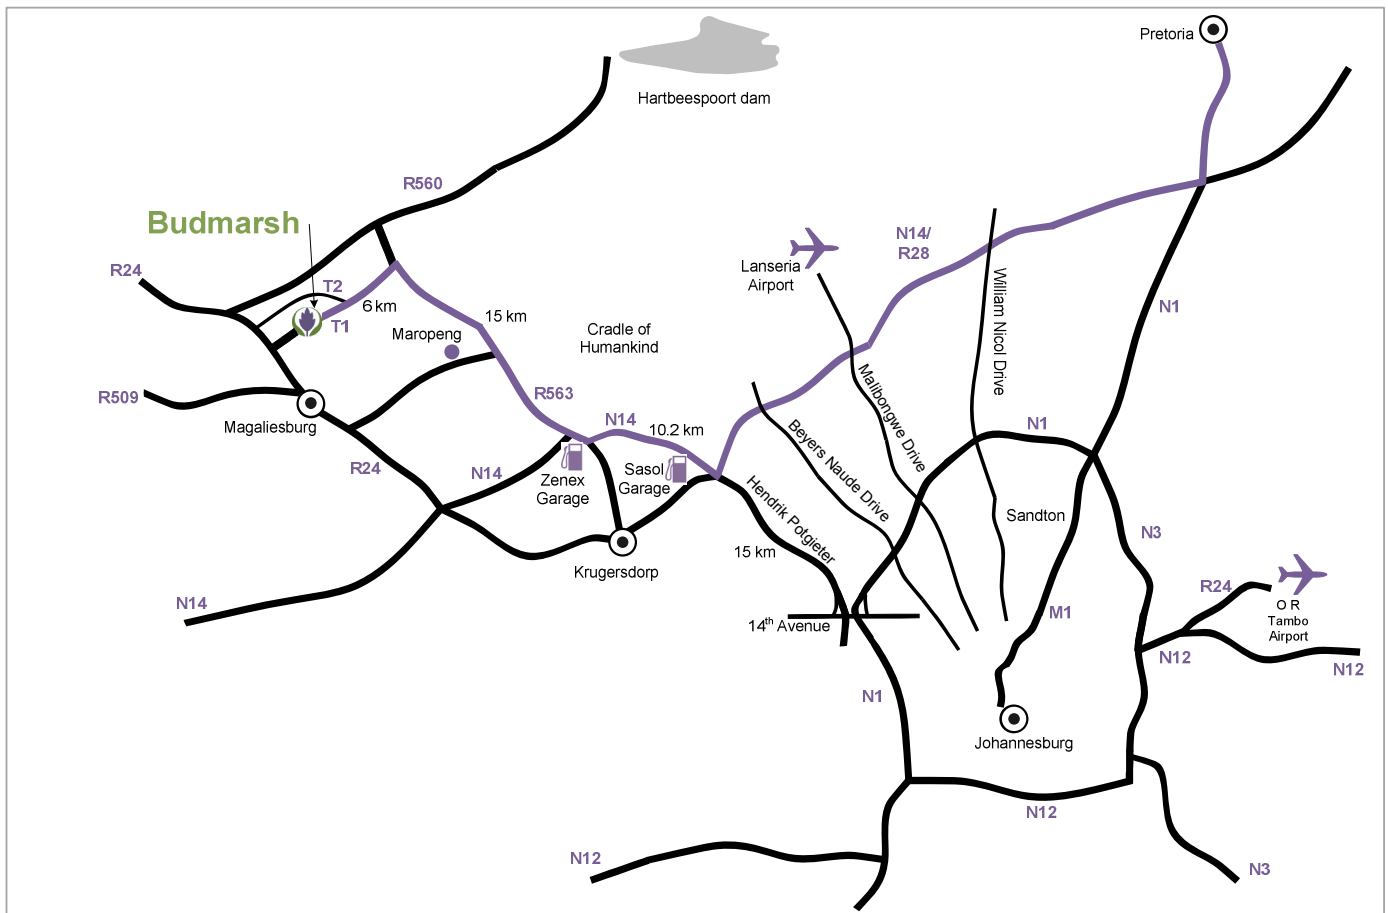 Pretoria
Hartbeespoort dam
R560
Budmarsh
N14/
R28
Lanseria
Airport
R24
T2
6 km
T1
15 km
Maropeng
Cradle of
Humankind
William Nicol Drive
N1
Malibongwe Drive
R563
R509
Magaliesburg
N14
10.2 km
Beyers Naude Drive
N1
R24
N14
Zenex
Garage
Sasol
Garage
Hendrik Potgieter
Sandton
15 km
N3
Krugersdorp
N14
14th Avenue
M1
R24
O R
Tambo
Airport
N12
N12
N1
Johannesburg
N12
N12
N3